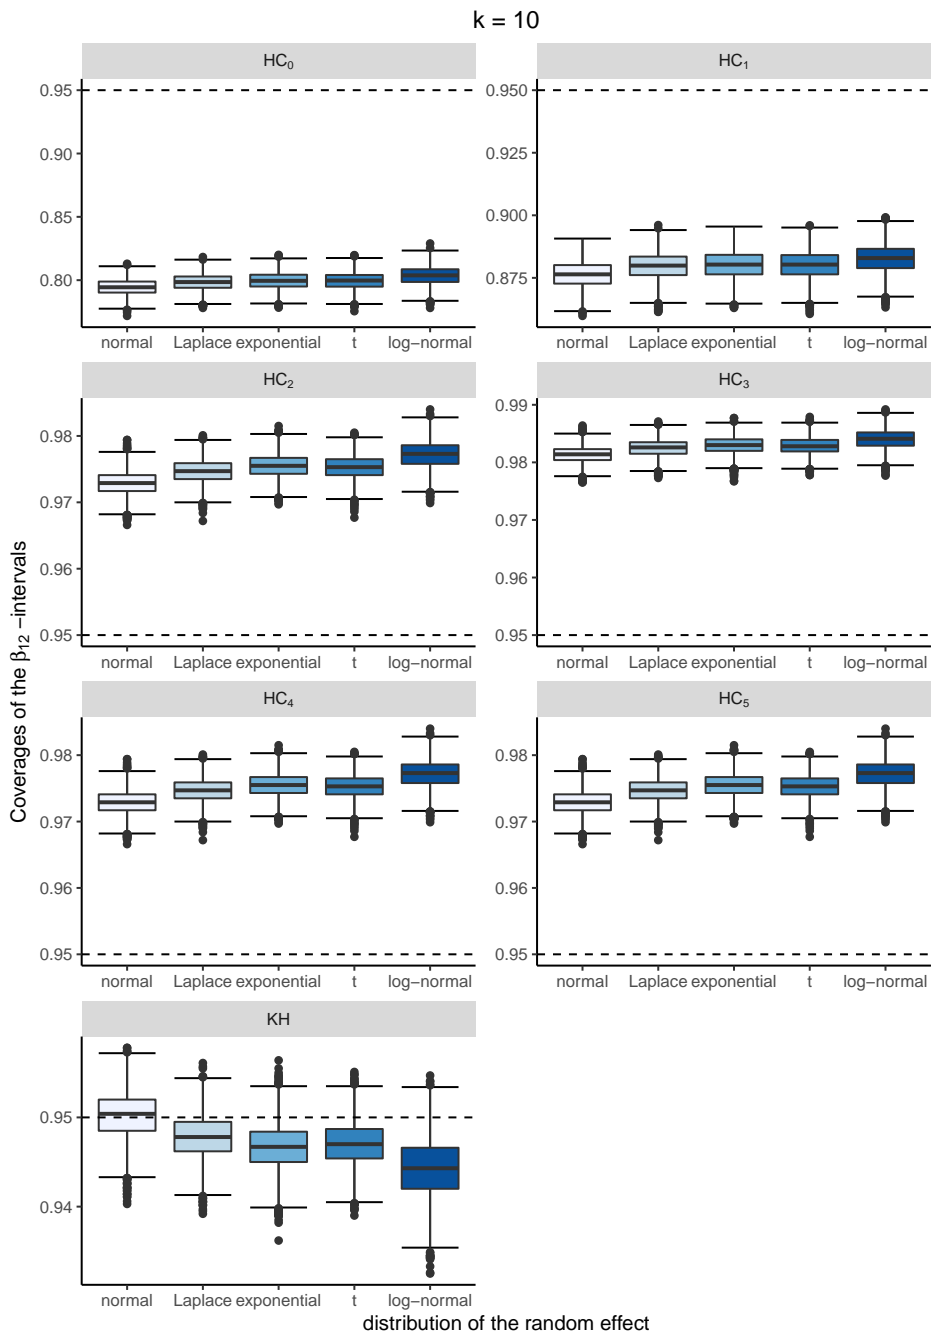 k = 10
HC₀
HC₁
0.95
0.90
0.85
0.80
0.950
0.925
0.900
0.875
normal Laplace exponential t log−normal
normal Laplace exponential t log−normal
HC₂
HC₃
0.98
0.97
0.96
0.95
0.99
0.98
0.97
0.96
0.95
normal Laplace exponential t log−normal
normal Laplace exponential t log−normal
Coverages of the β₁₂ −intervals
HC₄
HC₅
0.98
0.97
0.96
0.95
0.98
0.97
0.96
0.95
normal Laplace exponential t log−normal
normal Laplace exponential t log−normal
KH
0.95
0.94
normal Laplace exponential t log−normal
distribution of the random effect